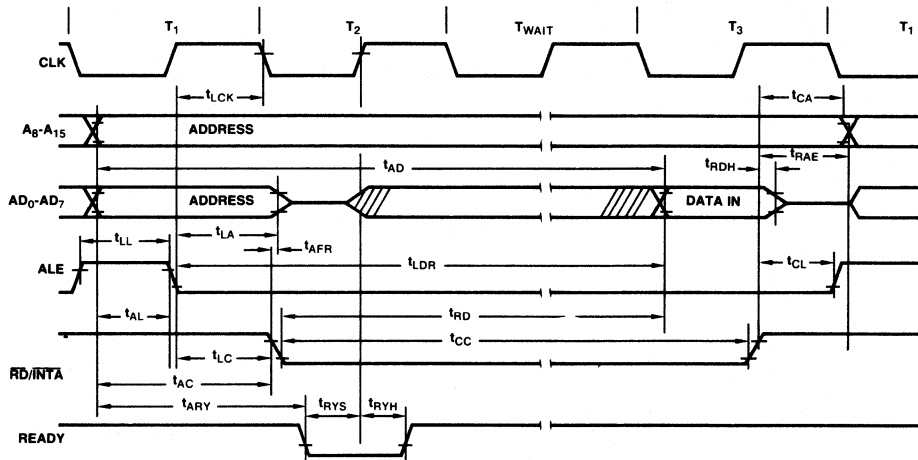 T1 T2 TWAIT T3 T1
CLK
tLCK tCA
A8-A15 ADDRESS
tAD tRDH tRAE
AD0-AD7 ADDRESS DATA IN
tLL tLA tAFR
ALE tLDR tCL
tAL tRD
tCC
RD/INTA tLC
tAC
tARY tRYS tRYH
READY